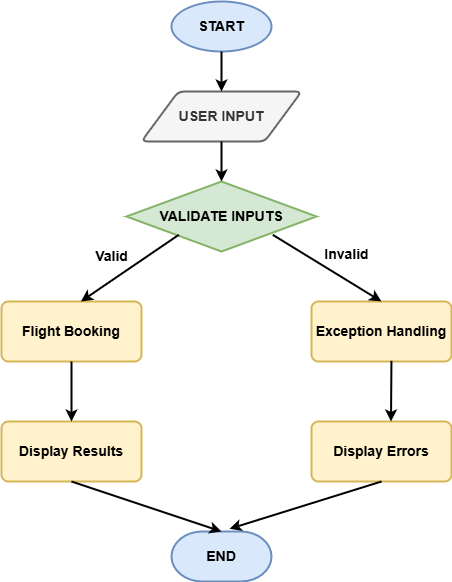 START
USER INPUT
VALIDATE INPUTS
Valid
Invalid
Flight Booking
Exception Handling
Display Results
Display Errors
END